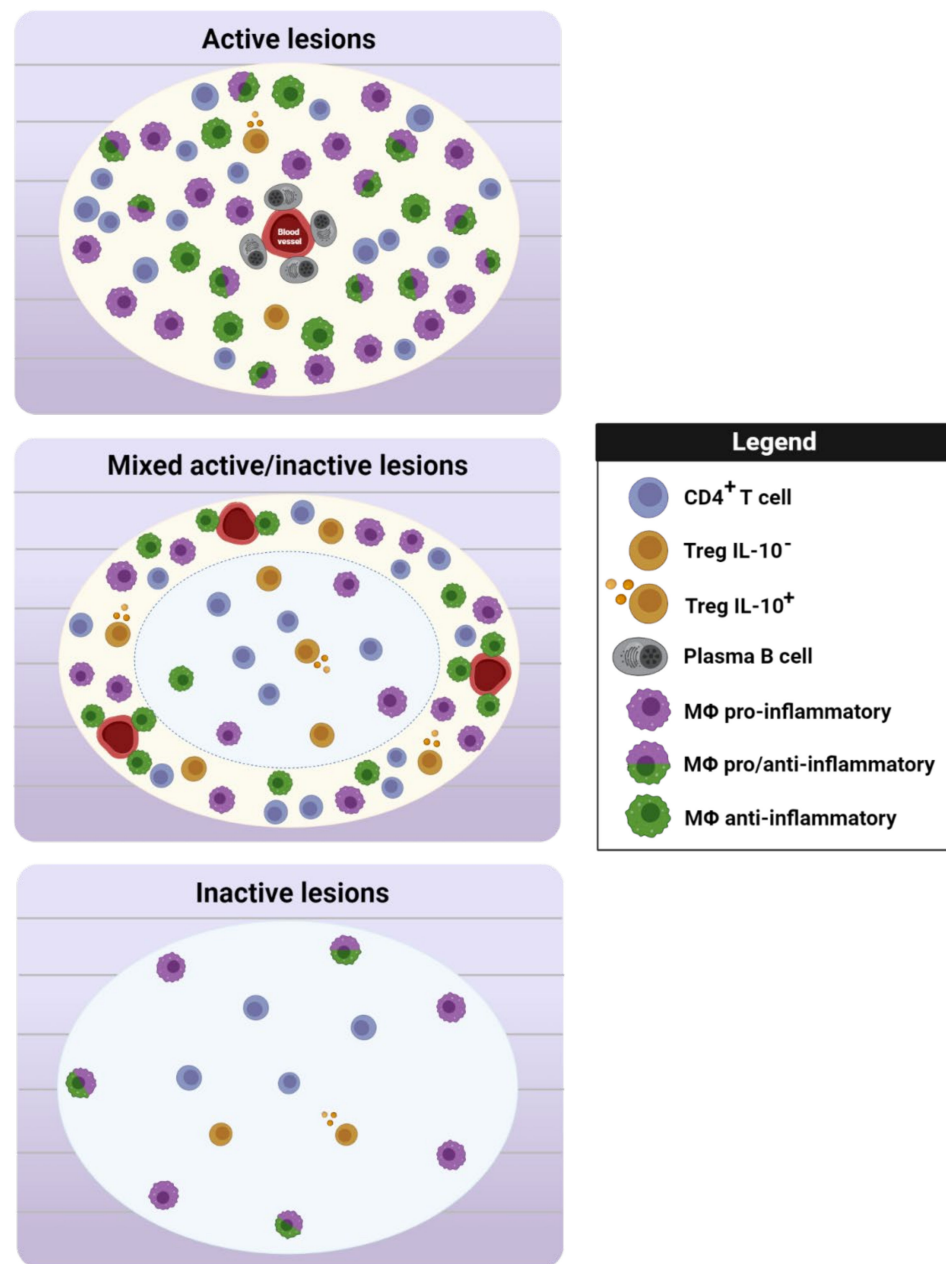 Active lesions
Blood
vessel
Mixed active/inactive lesions
Legend
CD4⁺ T cell
Treg IL-10⁻
Treg IL-10⁺
Plasma B cell
MΦ pro-inflammatory
MΦ pro/anti-inflammatory
MΦ anti-inflammatory
Inactive lesions